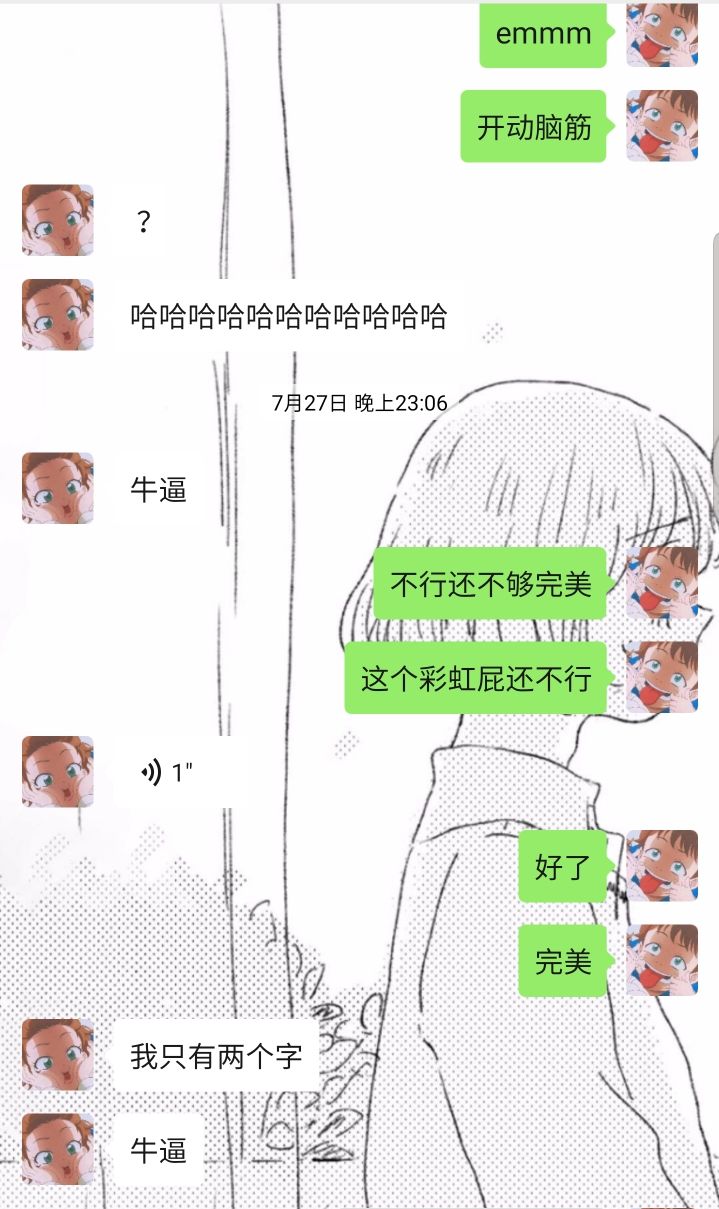 emmm
开动脑筋
？
哈哈哈哈哈哈哈哈哈哈哈
7月27日 晚上23:06
牛逼
不行还不够完美
这个彩虹屁还不行
1"
好了
完美
我只有两个字
牛逼